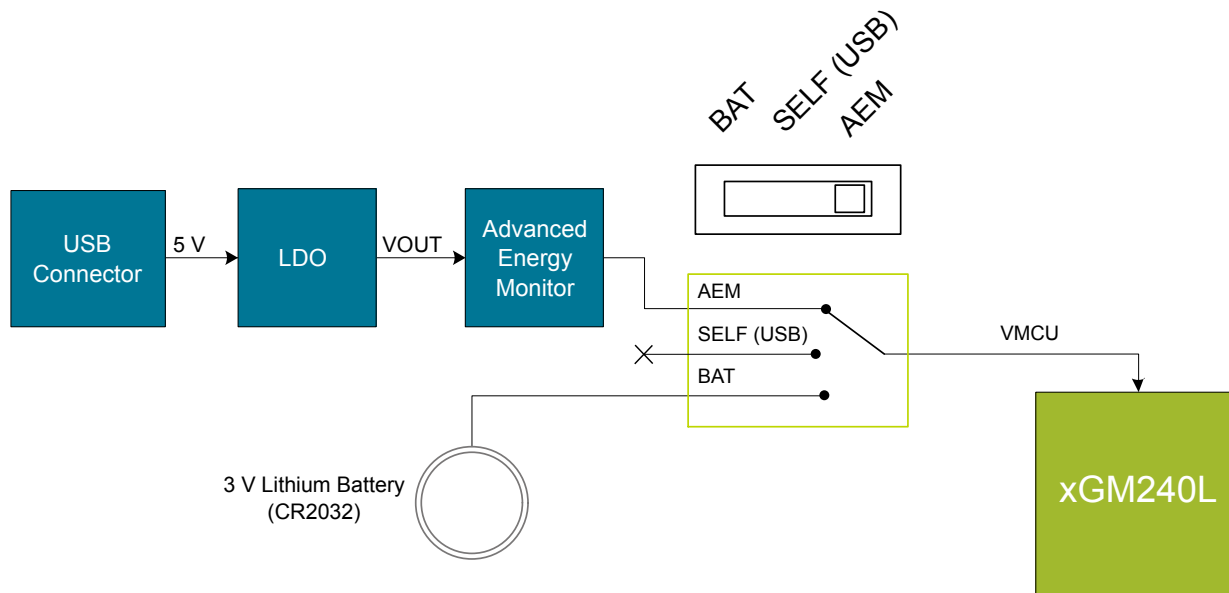 BAT
SELF (USB)
AEM
USB
Connector
5 V
LDO
VOUT
Advanced
Energy
Monitor
AEM
SELF (USB)
BAT
VMCU
3 V Lithium Battery
(CR2032)
xGM240L